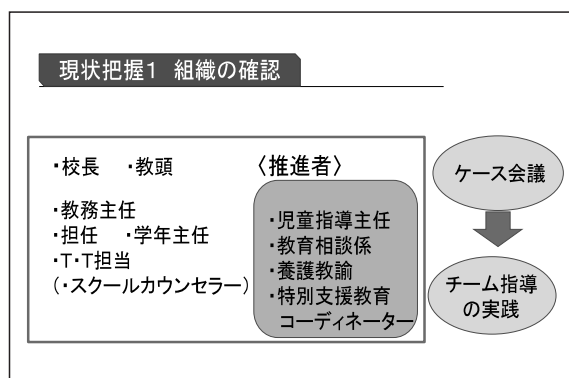 現状把握1 組織の確認
・校長 ・教頭
・教務主任
・担任 ・学年主任
・T・T担当
(・スクールカウンセラー)
〈推進者〉
・児童指導主任
・教育相談係
・養護教諭
・特別支援教育
コーディネーター
ケース会議
チーム指導
の実践